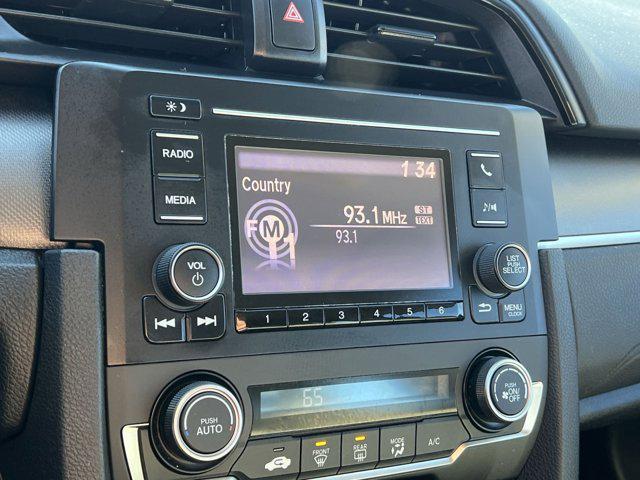 1 34
RADIO
MEDIA
Country
93.1 MHz
ST
TEXT
93.1
FM 1
VOL
LIST
PUSH
SELECT
MENU
CLOCK
1 2 3 4 5 6
65
PUSH
AUTO
PUSH
ON/
OFF
FRONT
REAR
MODE
A/C